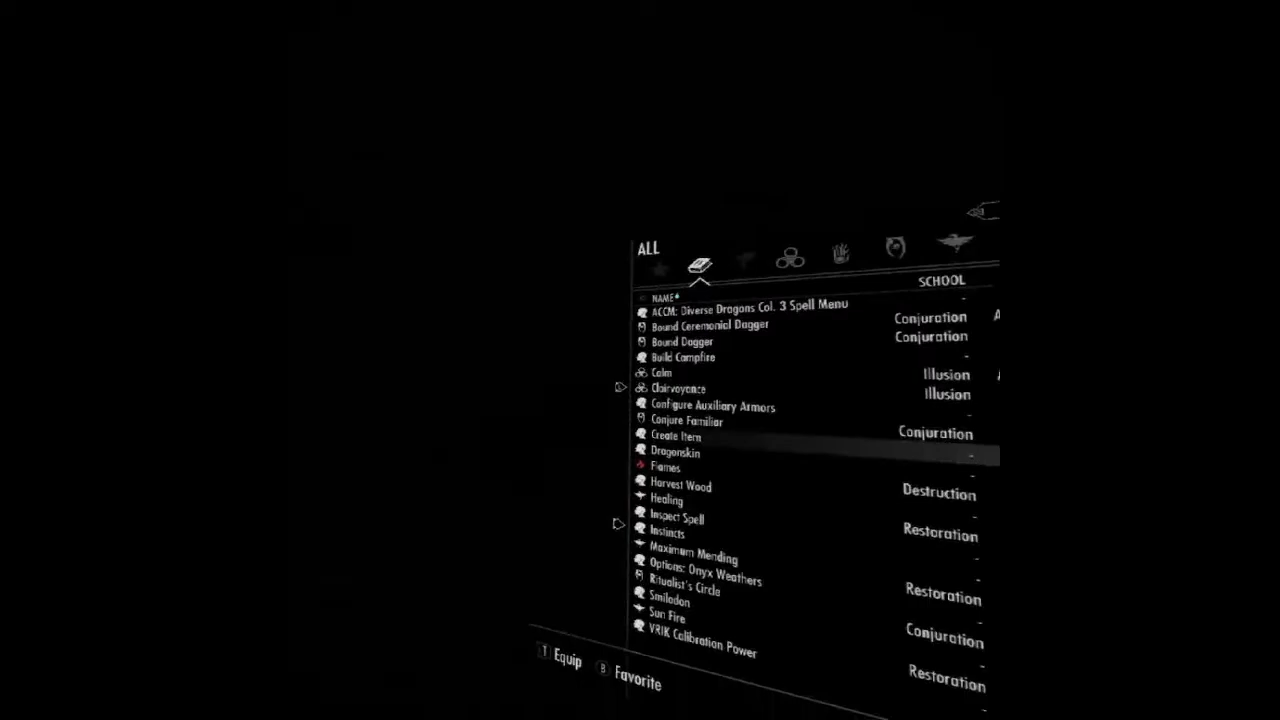 ALL
NAME SCHOOL
ACCM: Diverse Dragons Col. 3 Spell Menu -
Bound Ceremonial Dagger Conjuration
Bound Dagger Conjuration
Build Campfire -
Calm Illusion
Clairvoyance Illusion
Configure Auxiliary Armors -
Conjure Familiar Conjuration
Create Item -
Dragonskin -
Flames Destruction
Harvest Wood -
Healing Restoration
Inspect Spell -
Instincts -
Maximum Mending Restoration
Options: Onyx Weathers -
Ritualist's Circle Conjuration
Smilodon -
Sun Fire Restoration
VRIK Calibration Power -
T Equip B Favorite